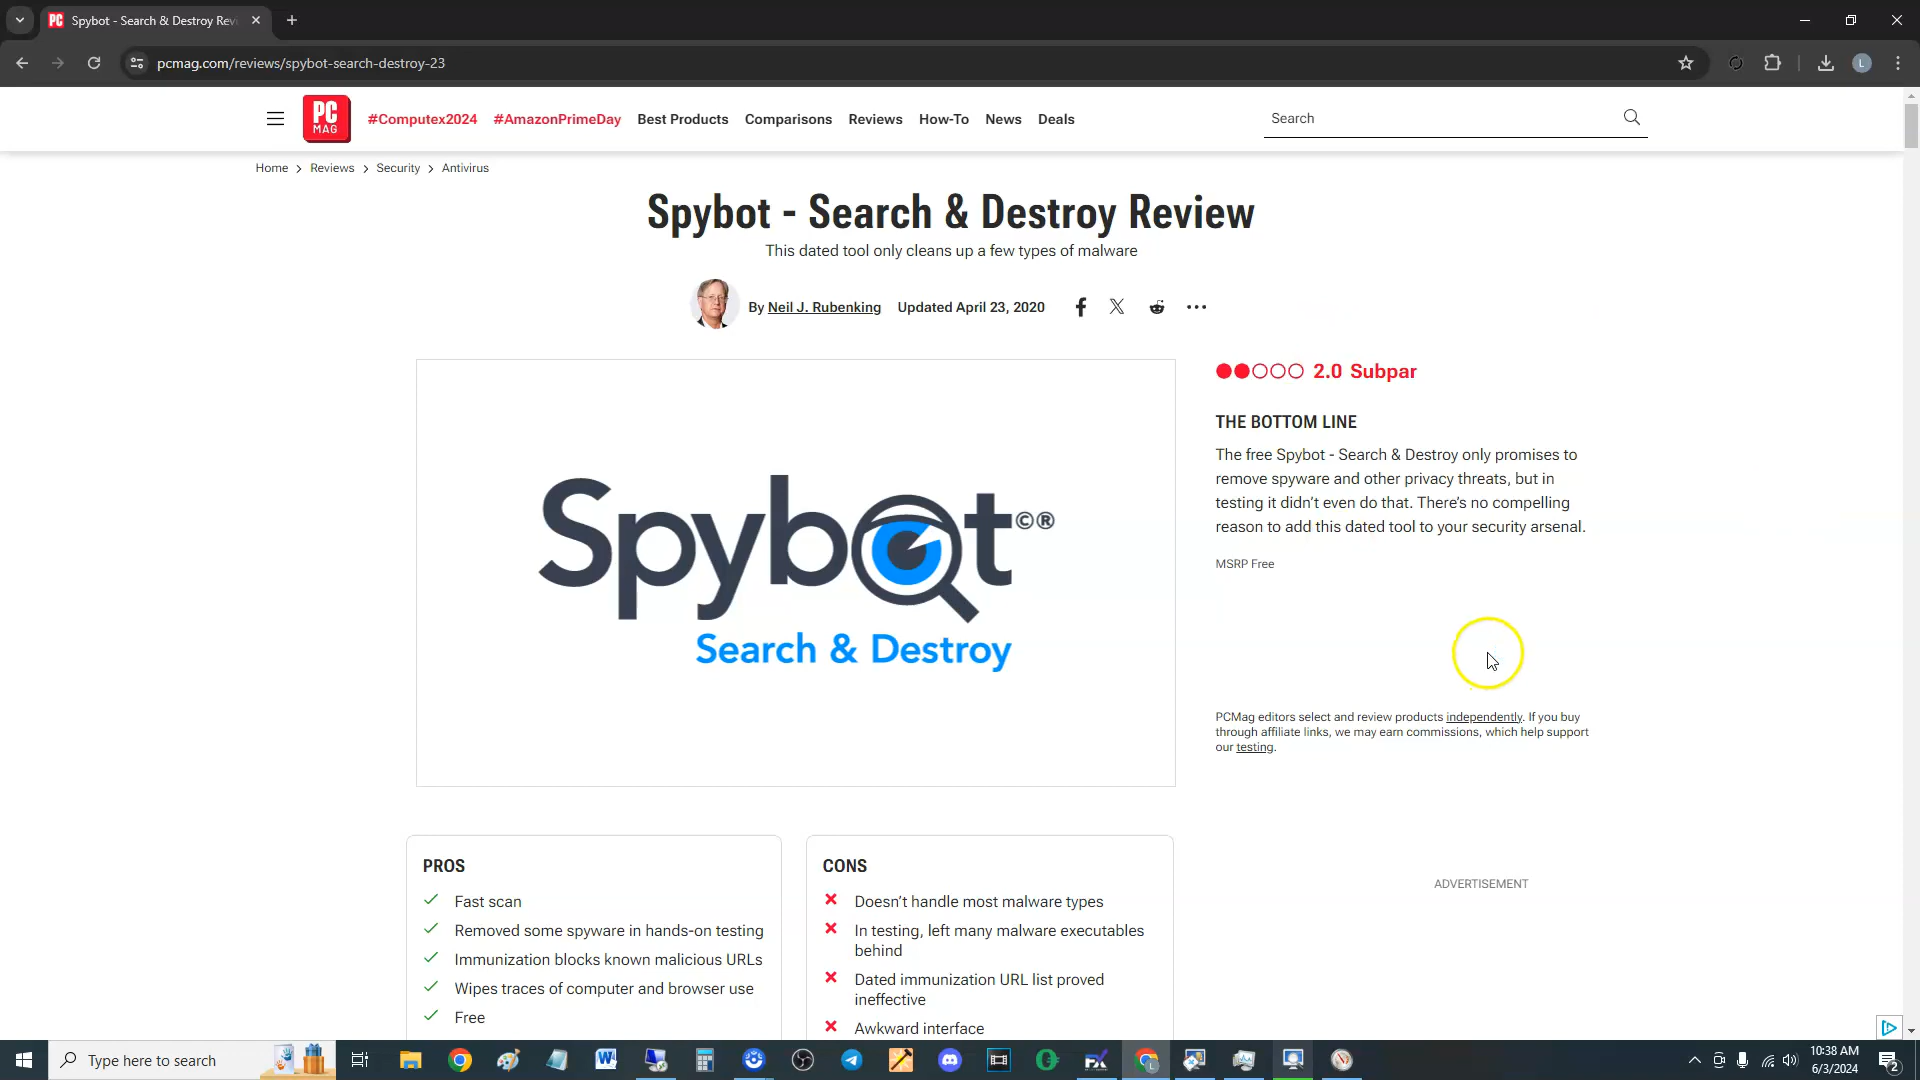 Spybot - Search & Destroy Rev
pcmag.com/reviews/spybot-search-destroy-23
L
PC
MAG
#Computex2024 #AmazonPrimeDay Best Products Comparisons Reviews How-To News Deals
Search
Home > Reviews > Security > Antivirus
Spybot - Search & Destroy Review
This dated tool only cleans up a few types of malware
By Neil J. Rubenking Updated April 23, 2020
2.0 Subpar
THE BOTTOM LINE
The free Spybot - Search & Destroy only promises to
remove spyware and other privacy threats, but in
testing it didn't even do that. There's no compelling
reason to add this dated tool to your security arsenal.
MSRP Free
Spybot©®
Search & Destroy
PCMag editors select and review products independently. If you buy
through affiliate links, we may earn commissions, which help support
our testing.
PROS
Fast scan
Removed some spyware in hands-on testing
Immunization blocks known malicious URLs
Wipes traces of computer and browser use
Free
CONS
Doesn't handle most malware types
In testing, left many malware executables
behind
Dated immunization URL list proved
ineffective
Awkward interface
ADVERTISEMENT
Type here to search
10:38 AM
6/3/2024
2